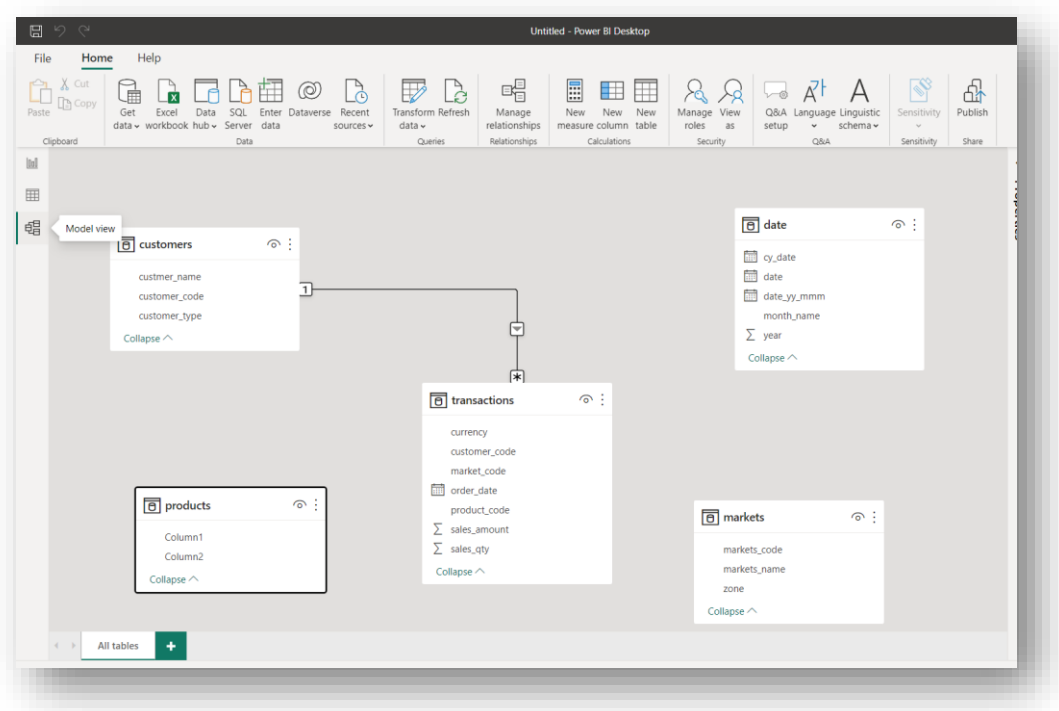 Untitled - Power BI Desktop
File Home Help
Paste
Cut
Copy
Get data
Excel workbook
Data hub
SQL Server
Enter data
Dataverse
Recent sources
Transform data
Refresh
Manage relationships
New measure
New column
New table
Manage roles
View as
Q&A setup
Language
Linguistic schema
Sensitivity
Publish
Clipboard
Data
Queries
Relationships
Calculations
Security
Q&A
Sensitivity
Share
Properties
Model view
customers
custmer_name
customer_code
customer_type
Collapse
1
*
date
cy_date
date
date_yy_mmm
month_name
Σ year
Collapse
transactions
currency
customer_code
market_code
order_date
product_code
Σ sales_amount
Σ sales_qty
Collapse
products
Column1
Column2
Collapse
markets
markets_code
markets_name
zone
Collapse
All tables
+